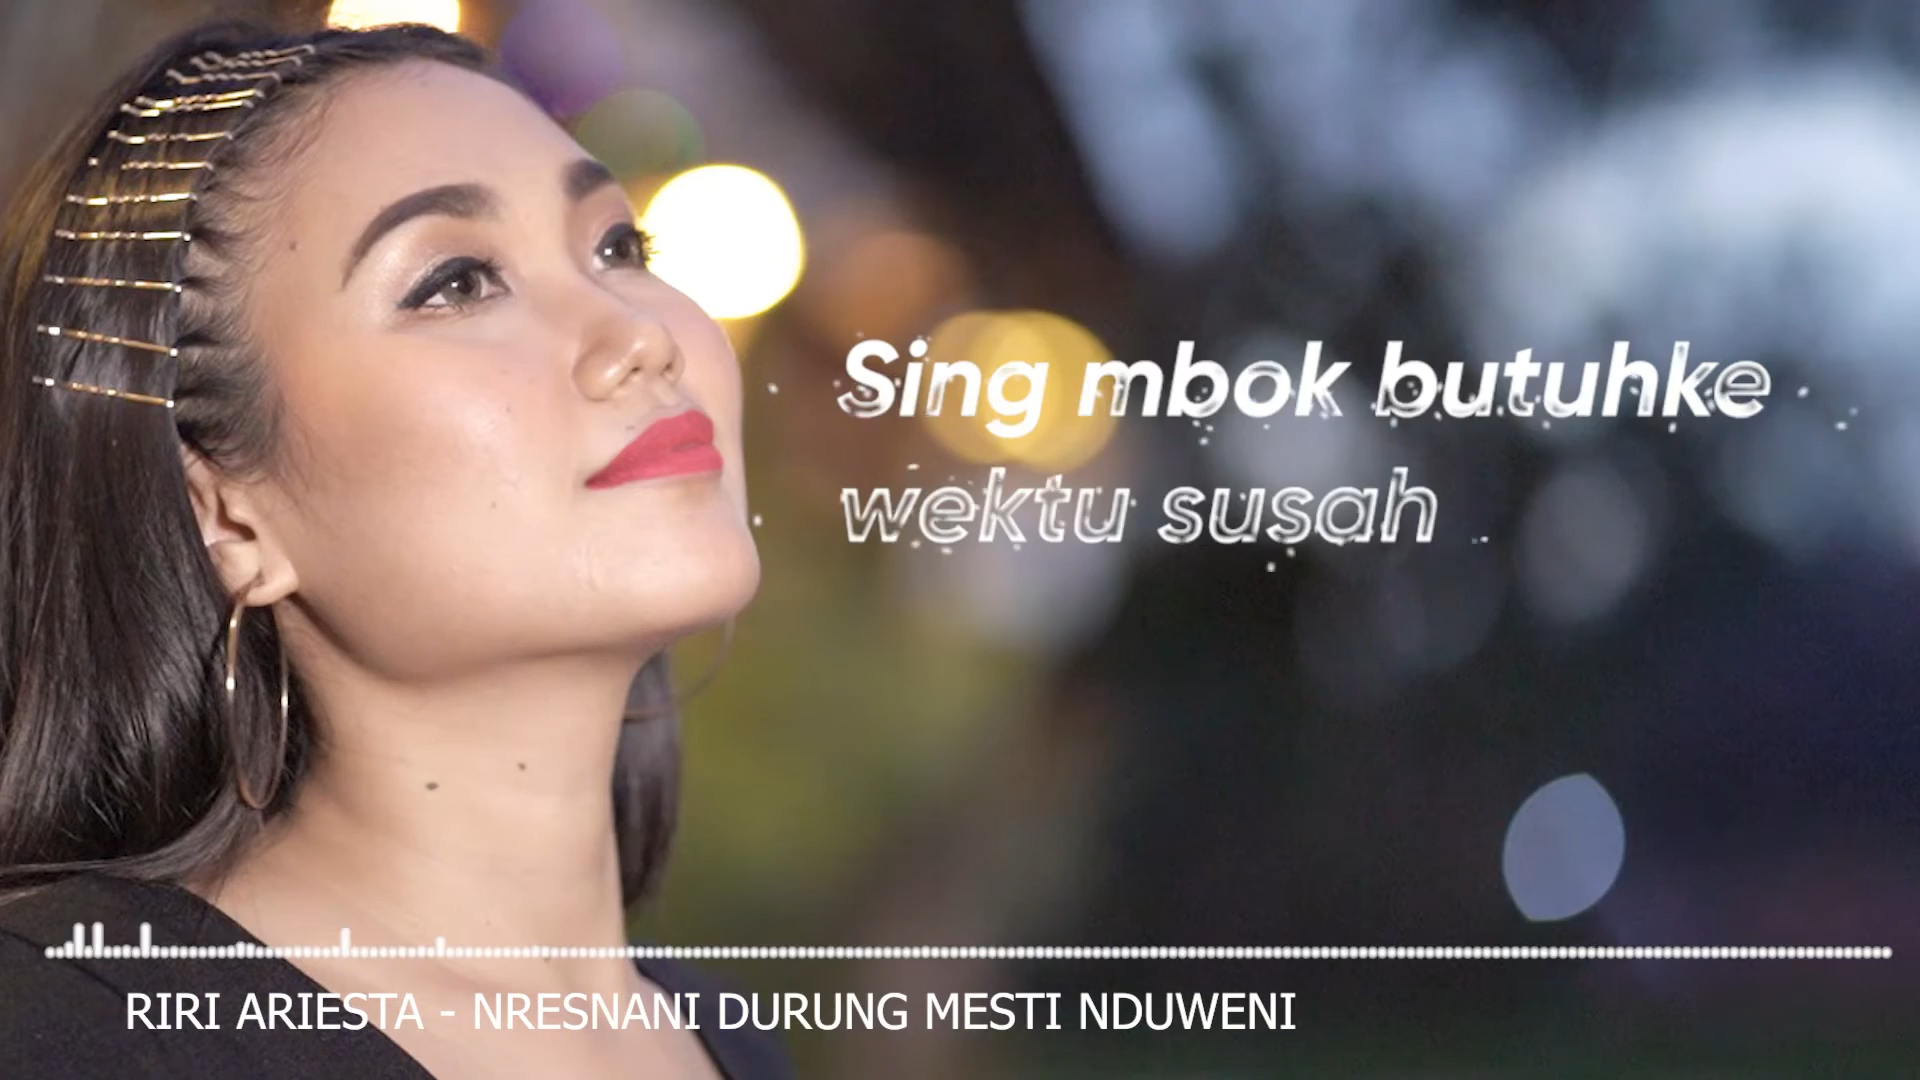 Sing mbok butuhke
wektu susah
RIRI ARIESTA - NRESNANI DURUNG MESTI NDUWENI